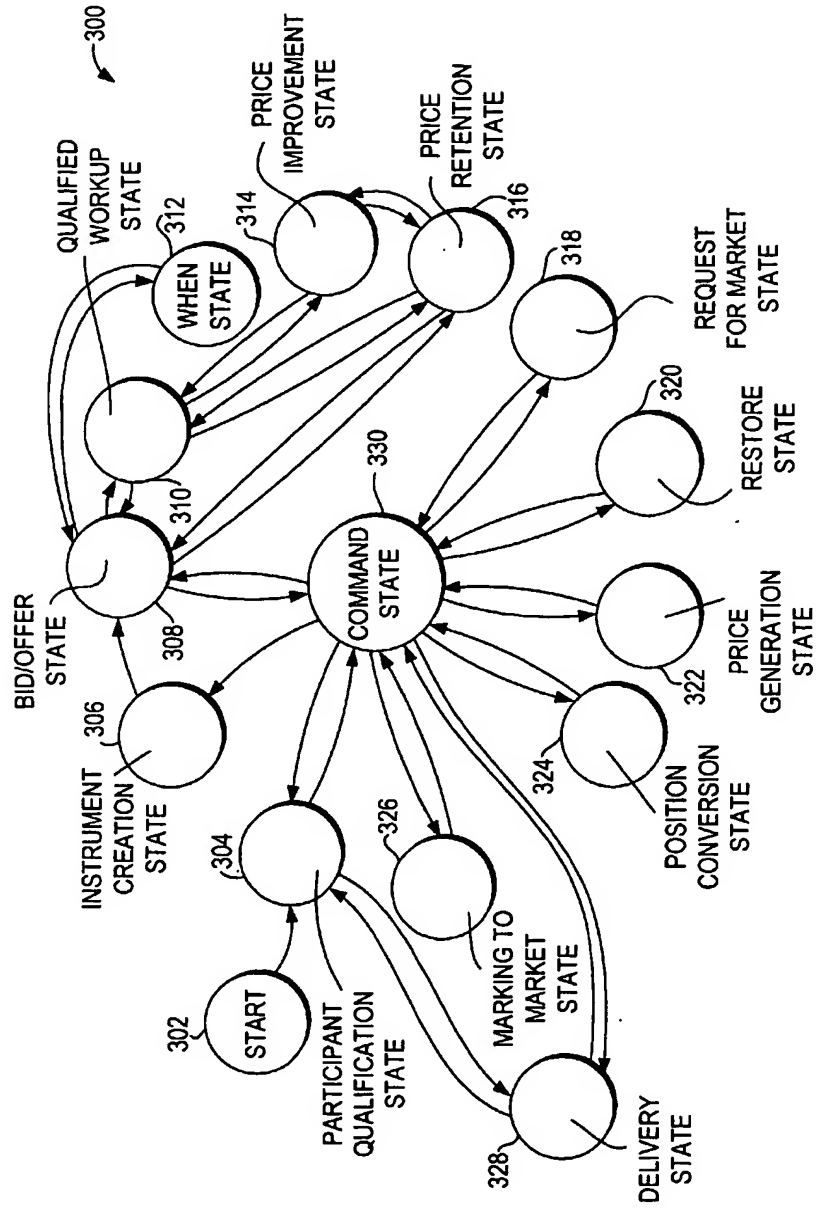 300
QUALIFIED
WORKUP
STATE
312
WHEN
STATE
314
PRICE
IMPROVEMENT
STATE
PRICE
RETENTION
STATE
316
BID/OFFER
STATE
308
310
306
INSTRUMENT
CREATION
STATE
330
COMMAND
STATE
318
REQUEST
FOR MARKET
STATE
320
RESTORE
STATE
322
PRICE
GENERATION
STATE
324
POSITION
CONVERSION
STATE
326
MARKING TO
MARKET
STATE
304
PARTICIPANT
QUALIFICATION
STATE
302
START
328
DELIVERY
STATE